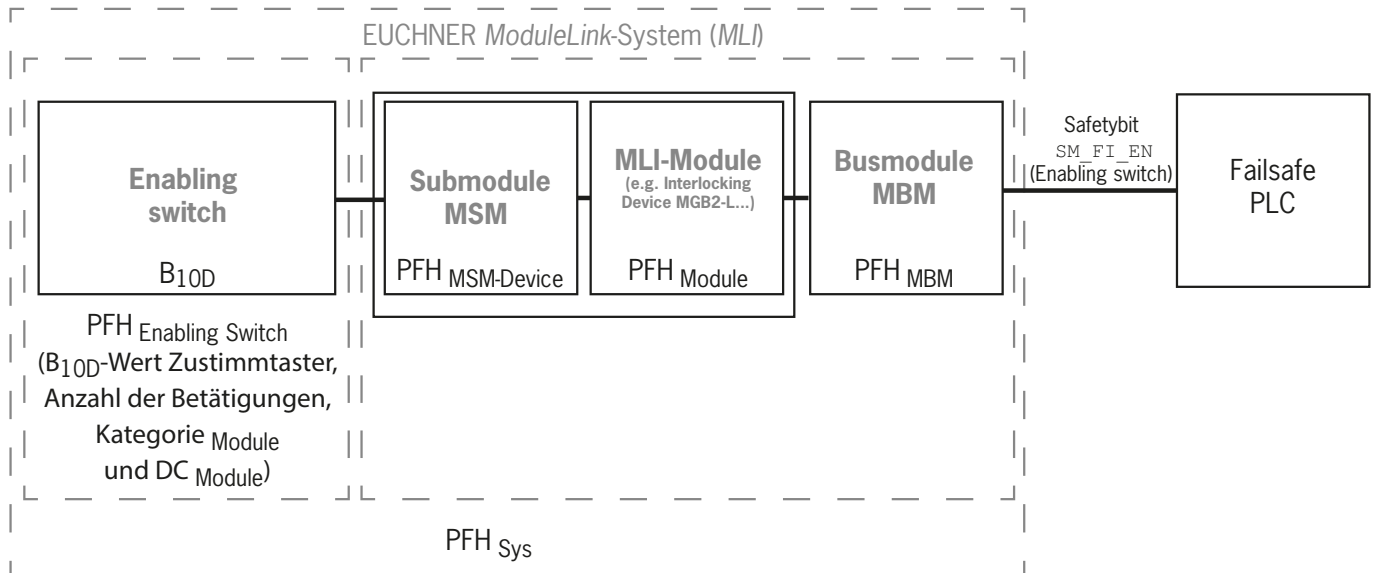 EUCHNER ModuleLink-System (MLI)
Enabling
switch
B10D
PFH Enabling Switch
(B10D-Wert Zustimmtaster,
Anzahl der Betätigungen,
Kategorie Module
und DC Module)
Submodule
MSM
PFH MSM-Device
MLI-Module
(e.g. Interlocking
Device MGB2-L...)
PFH Module
Busmodule
MBM
PFH MBM
Safetybit
SM_FI_EN
(Enabling switch)
Failsafe
PLC
PFH Sys